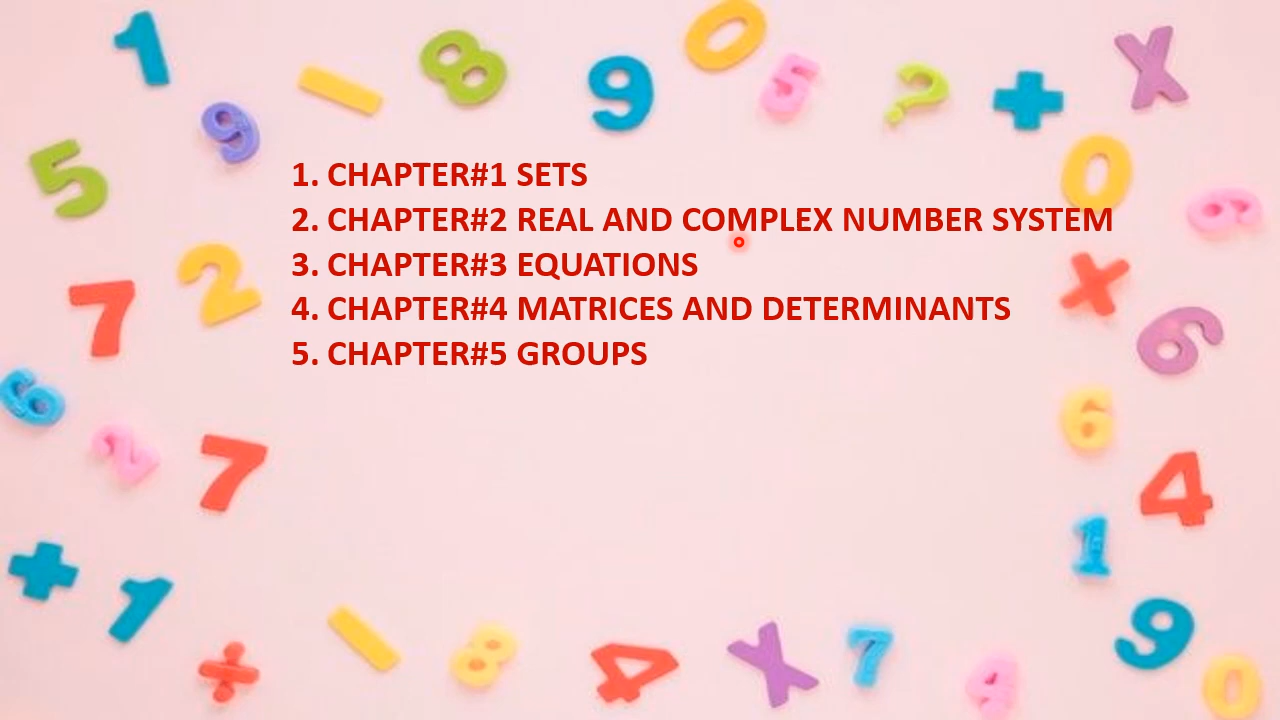 1. CHAPTER#1 SETS
2. CHAPTER#2 REAL AND COMPLEX NUMBER SYSTEM
3. CHAPTER#3 EQUATIONS
4. CHAPTER#4 MATRICES AND DETERMINANTS
5. CHAPTER#5 GROUPS